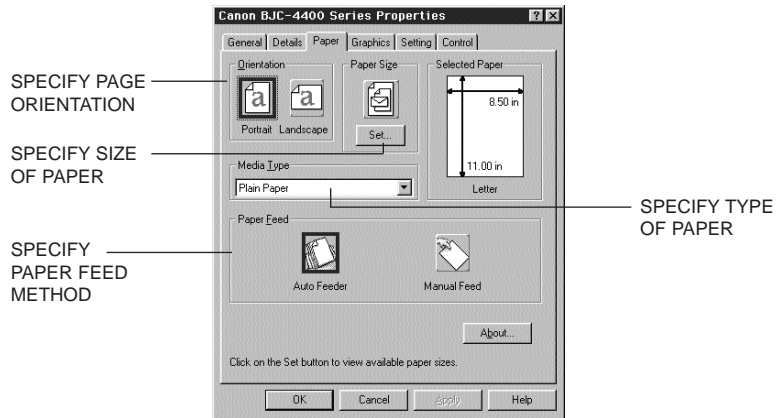 Canon BJC-4400 Series Properties
General Details Paper Graphics Setting Control
Orientation
Portrait
Landscape
Paper Size
Set...
Selected Paper
8.50 in
11.00 in
Letter
Media Type
Plain Paper
Paper Feed
Auto Feeder
Manual Feed
About...
Click on the Set button to view available paper sizes.
OK Cancel Apply Help
SPECIFY PAGE
ORIENTATION
SPECIFY SIZE
OF PAPER
SPECIFY
PAPER FEED
METHOD
SPECIFY TYPE
OF PAPER